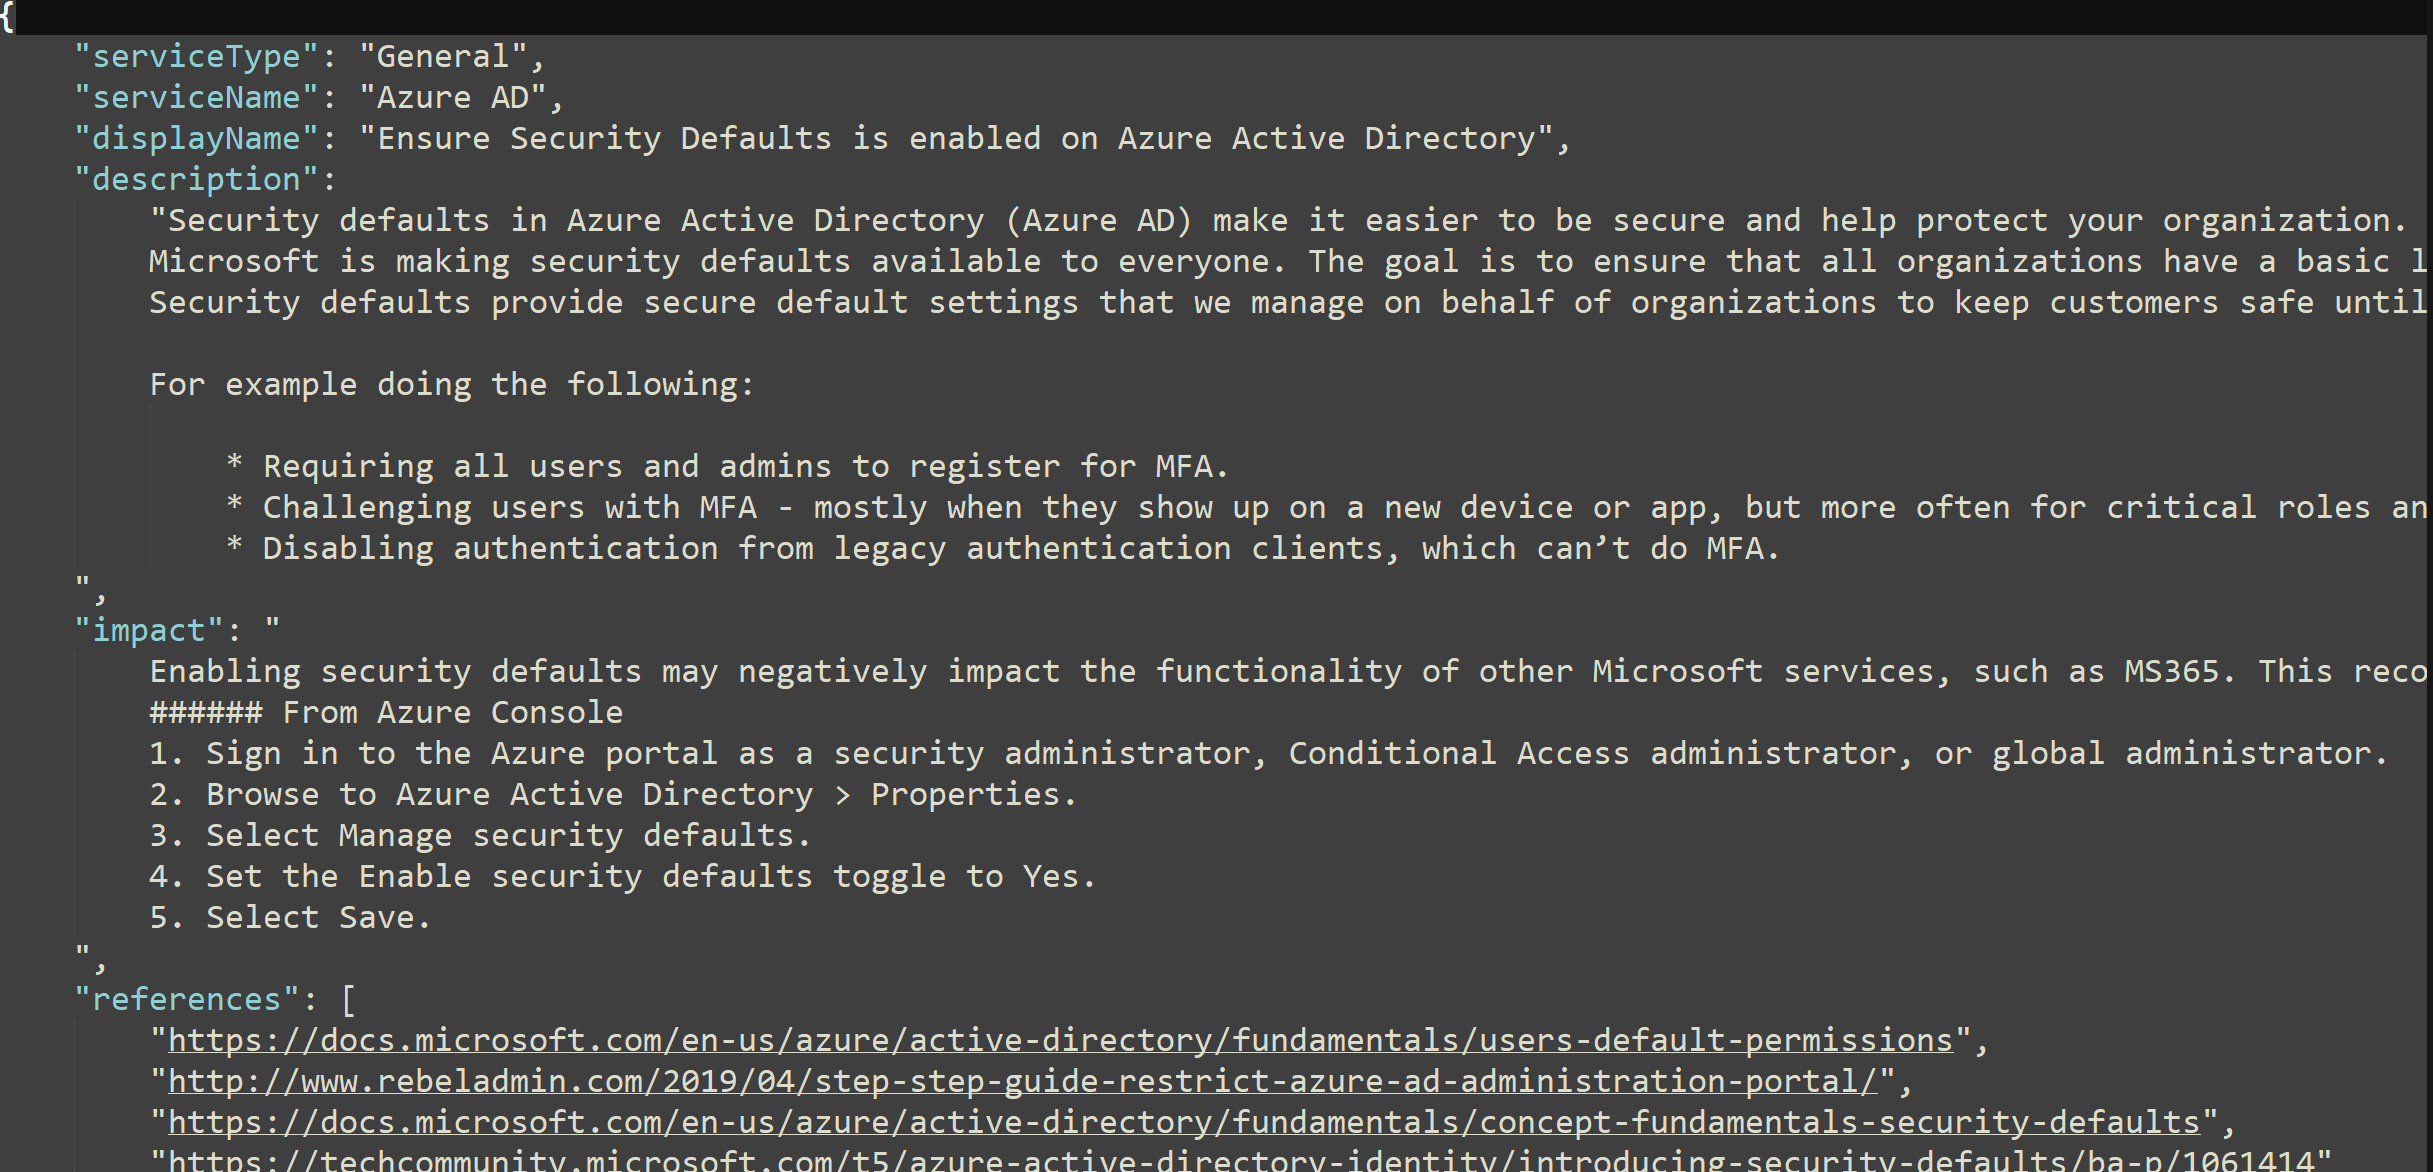 {
"serviceType": "General",
"serviceName": "Azure AD",
"displayName": "Ensure Security Defaults is enabled on Azure Active Directory",
"description":
"Security defaults in Azure Active Directory (Azure AD) make it easier to be secure and help protect your organization.
Microsoft is making security defaults available to everyone. The goal is to ensure that all organizations have a basic l
Security defaults provide secure default settings that we manage on behalf of organizations to keep customers safe until
For example doing the following:
* Requiring all users and admins to register for MFA.
* Challenging users with MFA - mostly when they show up on a new device or app, but more often for critical roles an
* Disabling authentication from legacy authentication clients, which can’t do MFA.
",
"impact": "
Enabling security defaults may negatively impact the functionality of other Microsoft services, such as MS365. This reco
###### From Azure Console
1. Sign in to the Azure portal as a security administrator, Conditional Access administrator, or global administrator.
2. Browse to Azure Active Directory > Properties.
3. Select Manage security defaults.
4. Set the Enable security defaults toggle to Yes.
5. Select Save.
",
"references": [
"https://docs.microsoft.com/en-us/azure/active-directory/fundamentals/users-default-permissions",
"http://www.rebeladmin.com/2019/04/step-step-guide-restrict-azure-ad-administration-portal/",
"https://docs.microsoft.com/en-us/azure/active-directory/fundamentals/concept-fundamentals-security-defaults",
"https://techcommunity.microsoft.com/t5/azure-active-directory-identity/introducing-security-defaults/ba-p/1061414"